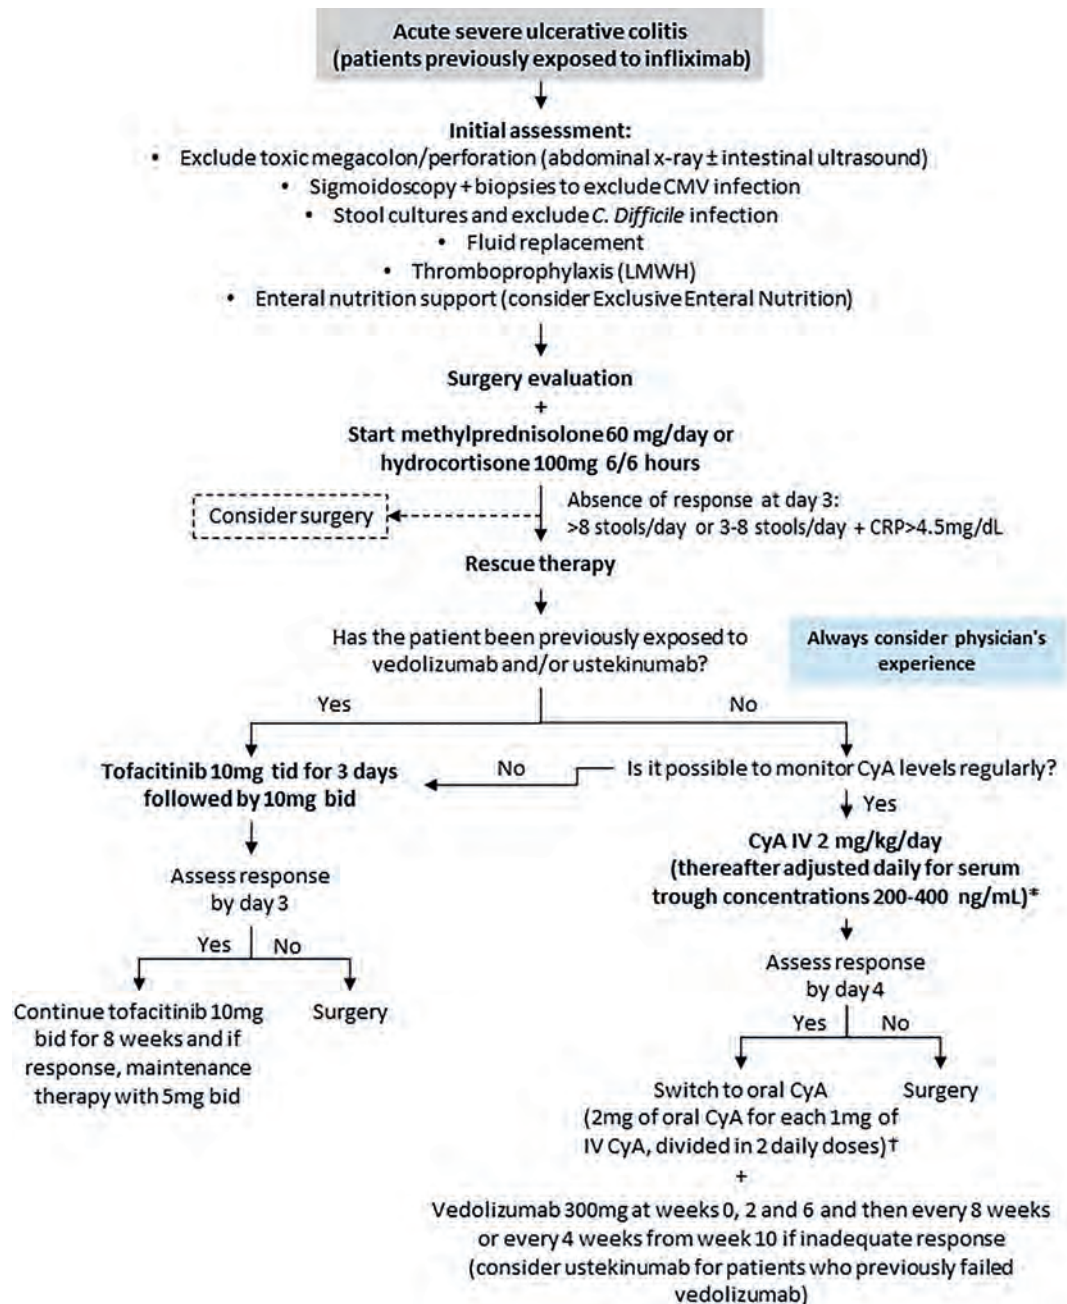 Acute severe ulcerative colitis
(patients previously exposed to infliximab)
Initial assessment:
• Exclude toxic megacolon/perforation (abdominal x-ray ± intestinal ultrasound)
• Sigmoidoscopy + biopsies to exclude CMV infection
• Stool cultures and exclude C. Difficile infection
• Fluid replacement
• Thromboprophylaxis (LMWH)
• Enteral nutrition support (consider Exclusive Enteral Nutrition)
Surgery evaluation
+
Start methylprednisolone 60 mg/day or
hydrocortisone 100mg 6/6 hours
Consider surgery
Absence of response at day 3:
>8 stools/day or 3-8 stools/day + CRP>4.5mg/dL
Rescue therapy
Has the patient been previously exposed to
vedolizumab and/or ustekinumab?
Always consider physician's
experience
Yes
No
Tofacitinib 10mg tid for 3 days
followed by 10mg bid
No
Is it possible to monitor CyA levels regularly?
Yes
CyA IV 2 mg/kg/day
(thereafter adjusted daily for serum
trough concentrations 200-400 ng/mL)*
Assess response
by day 3
Yes
No
Continue tofacitinib 10mg
bid for 8 weeks and if
response, maintenance
therapy with 5mg bid
Surgery
Assess response
by day 4
Yes
No
Switch to oral CyA
(2mg of oral CyA for each 1mg of
IV CyA, divided in 2 daily doses)†
Surgery
+
Vedolizumab 300mg at weeks 0, 2 and 6 and then every 8 weeks
or every 4 weeks from week 10 if inadequate response
(consider ustekinumab for patients who previously failed
vedolizumab)